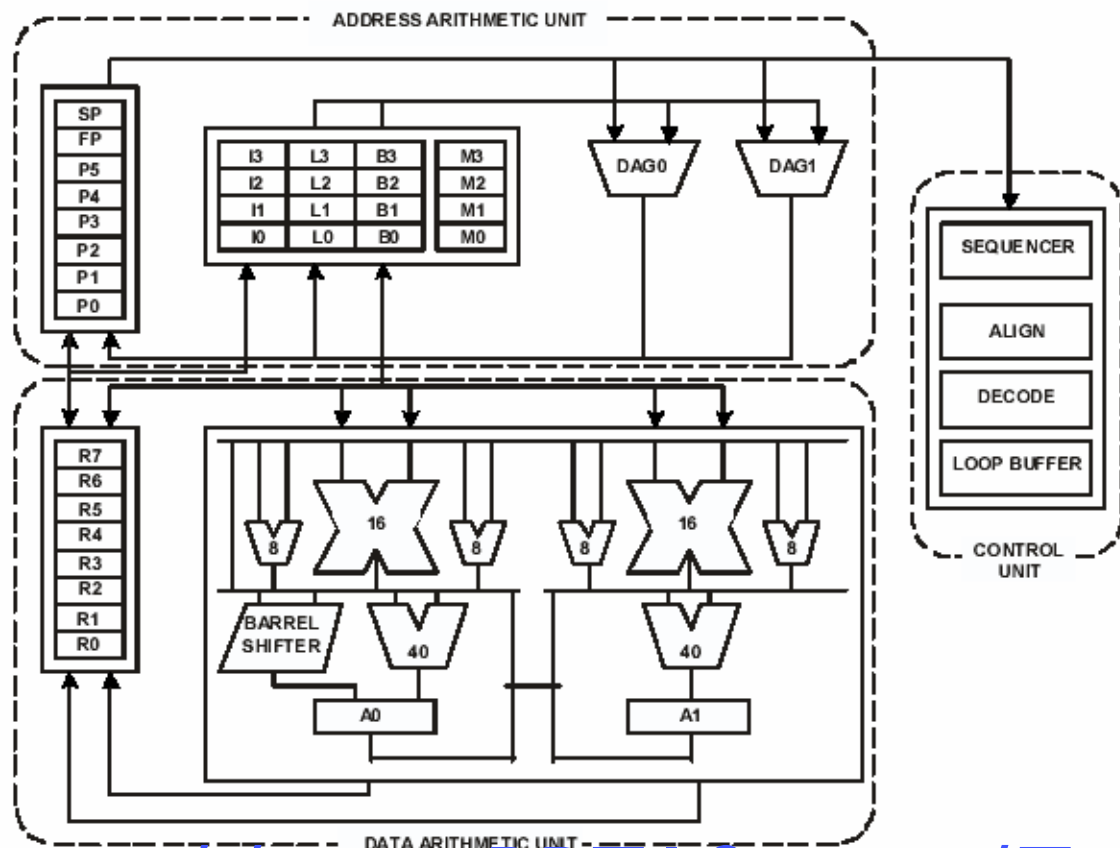 ADDRESS ARITHMETIC UNIT
SP
FP
P5
P4
P3
P2
P1
P0
I3 L3 B3 M3
I2 L2 B2 M2
I1 L1 B1 M1
I0 L0 B0 M0
DAG0
DAG1
SEQUENCER
ALIGN
DECODE
LOOP BUFFER
CONTROL
UNIT
R7
R6
R5
R4
R3
R2
R1
R0
8 16 8 8 16 8
BARREL
SHIFTER
40 40
A0 A1
DATA ARITHMETIC UNIT